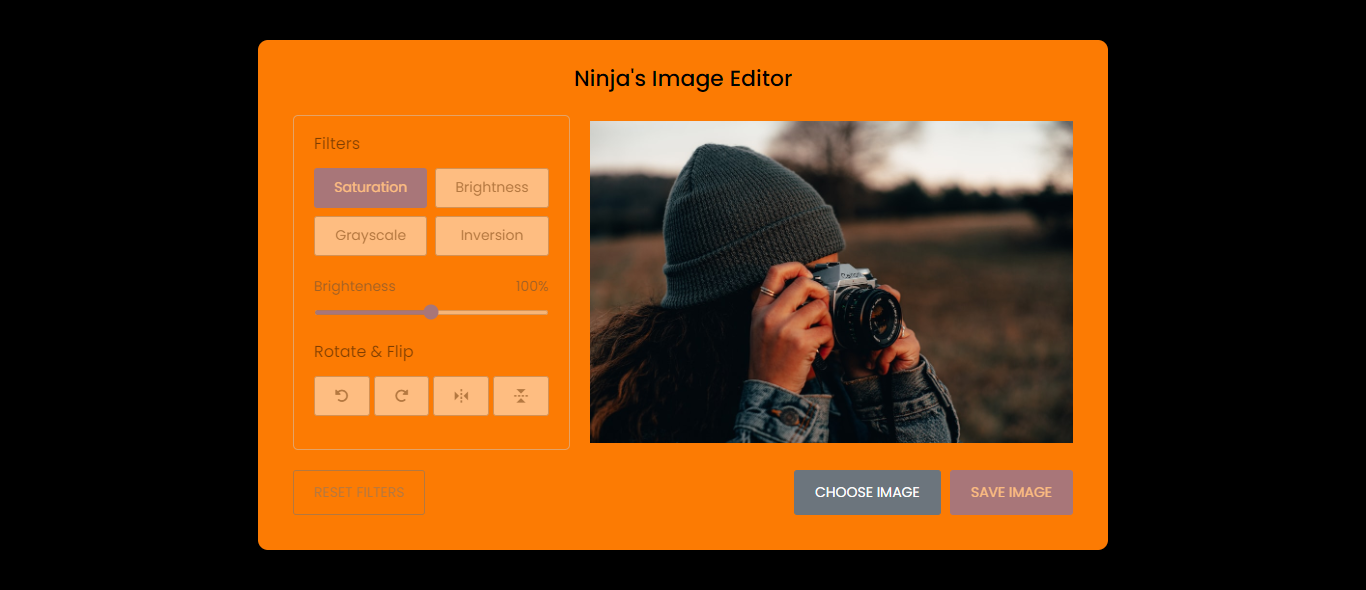 Ninja's Image Editor
Filters
Saturation Brightness
Grayscale Inversion
Brighteness 100%
Rotate & Flip
RESET FILTERS CHOOSE IMAGE SAVE IMAGE